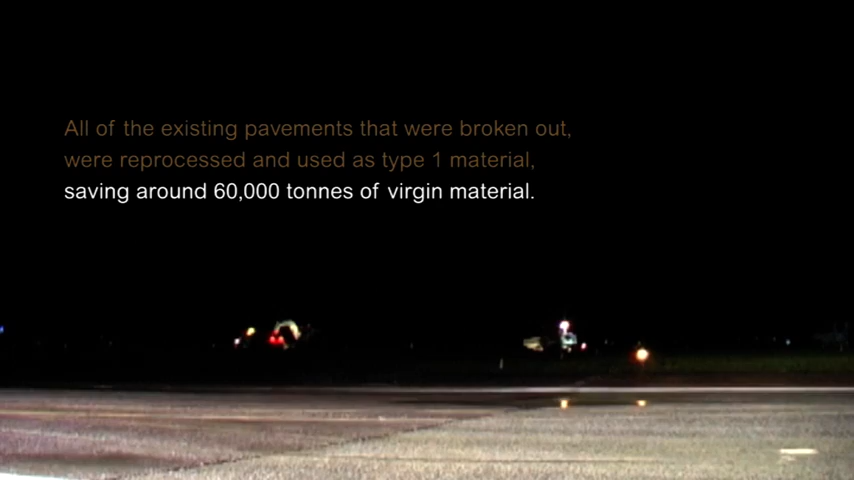 All of the existing pavements that were broken out,
were reprocessed and used as type 1 material,
saving around 60,000 tonnes of virgin material.